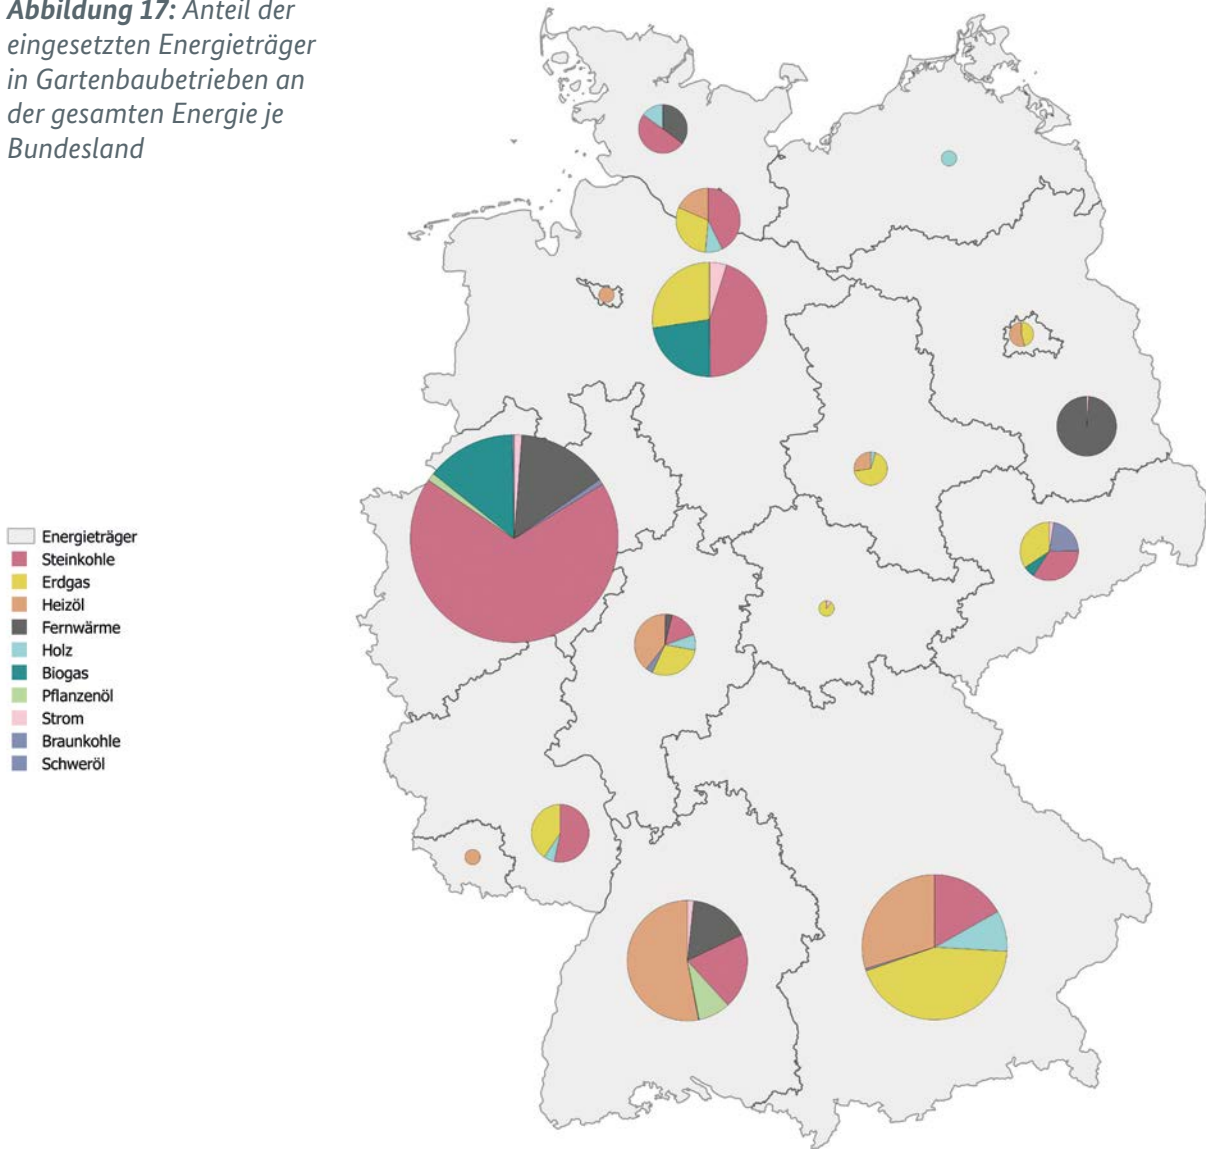 Abbildung 17: Anteil der
eingesetzten Energieträger
in Gartenbaubetrieben an
der gesamten Energie je
Bundesland
Energieträger
Steinkohle
Erdgas
Heizöl
Fernwärme
Holz
Biogas
Pflanzenöl
Strom
Braunkohle
Schweröl